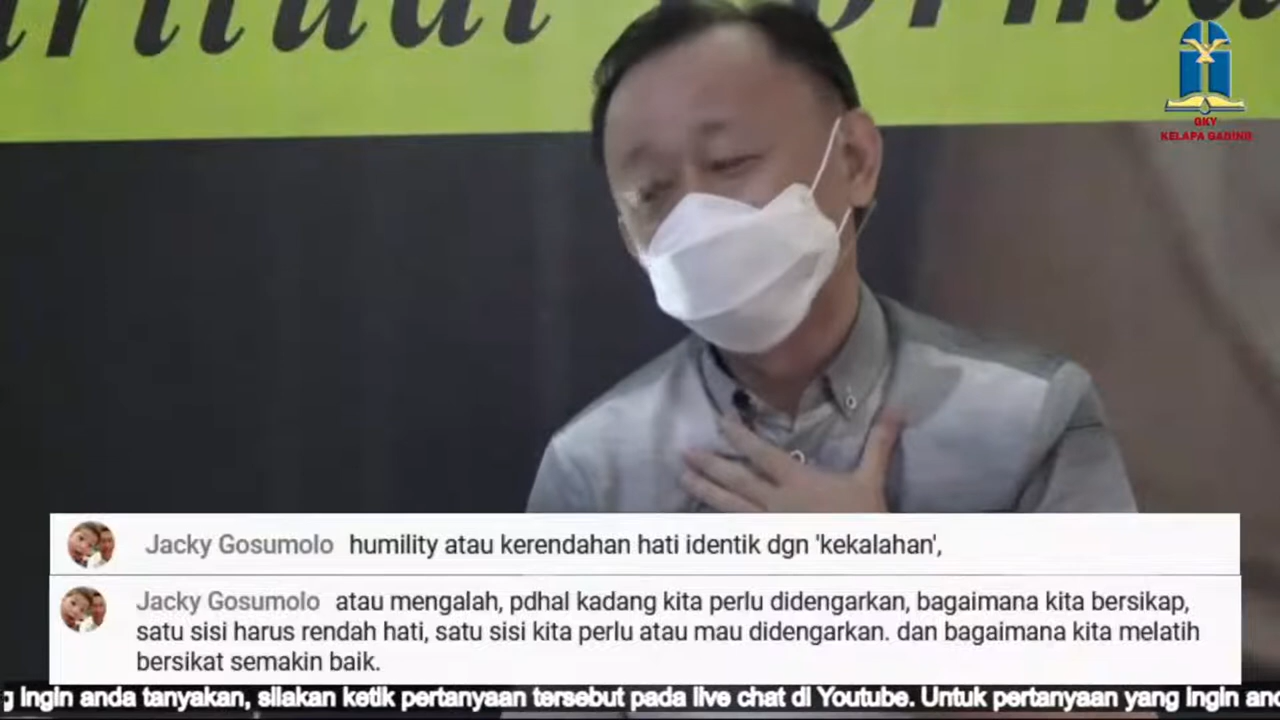 GKY
KELAPA GADING
Jacky Gosumolo humility atau kerendahan hati identik dgn 'kekalahan',
Jacky Gosumolo atau mengalah, pdhal kadang kita perlu didengarkan, bagaimana kita bersikap,
satu sisi harus rendah hati, satu sisi kita perlu atau mau didengarkan. dan bagaimana kita melatih
bersikat semakin baik.
ingin anda tanyakan, silakan ketik pertanyaan tersebut pada live chat di Youtube. Untuk pertanyaan yang ingin